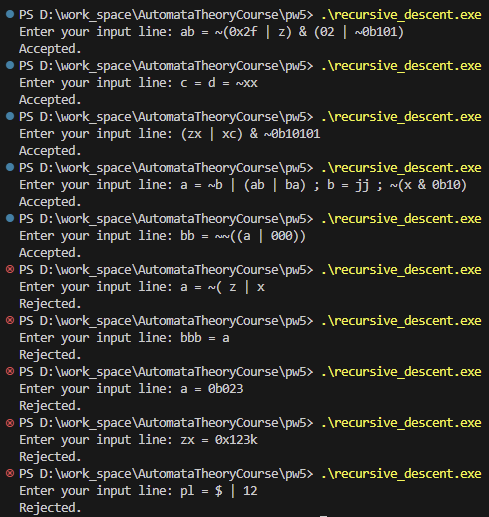 PS D:\work_space\AutomataTheoryCourse\pw5> .\recursive_descent.exe
Enter your input line: ab = ~(0x2f | z) & (02 | ~0b101)
Accepted.
PS D:\work_space\AutomataTheoryCourse\pw5> .\recursive_descent.exe
Enter your input line: c = d = ~xx
Accepted.
PS D:\work_space\AutomataTheoryCourse\pw5> .\recursive_descent.exe
Enter your input line: (zx | xc) & ~0b10101
Accepted.
PS D:\work_space\AutomataTheoryCourse\pw5> .\recursive_descent.exe
Enter your input line: a = ~b | (ab | ba) ; b = jj ; ~(x & 0b10)
Accepted.
PS D:\work_space\AutomataTheoryCourse\pw5> .\recursive_descent.exe
Enter your input line: bb = ~~((a | 000))
Accepted.
PS D:\work_space\AutomataTheoryCourse\pw5> .\recursive_descent.exe
Enter your input line: a = ~( z | x
Rejected.
PS D:\work_space\AutomataTheoryCourse\pw5> .\recursive_descent.exe
Enter your input line: bbb = a
Rejected.
PS D:\work_space\AutomataTheoryCourse\pw5> .\recursive_descent.exe
Enter your input line: a = 0b023
Rejected.
PS D:\work_space\AutomataTheoryCourse\pw5> .\recursive_descent.exe
Enter your input line: zx = 0x123k
Rejected.
PS D:\work_space\AutomataTheoryCourse\pw5> .\recursive_descent.exe
Enter your input line: pl = $ | 12
Rejected.